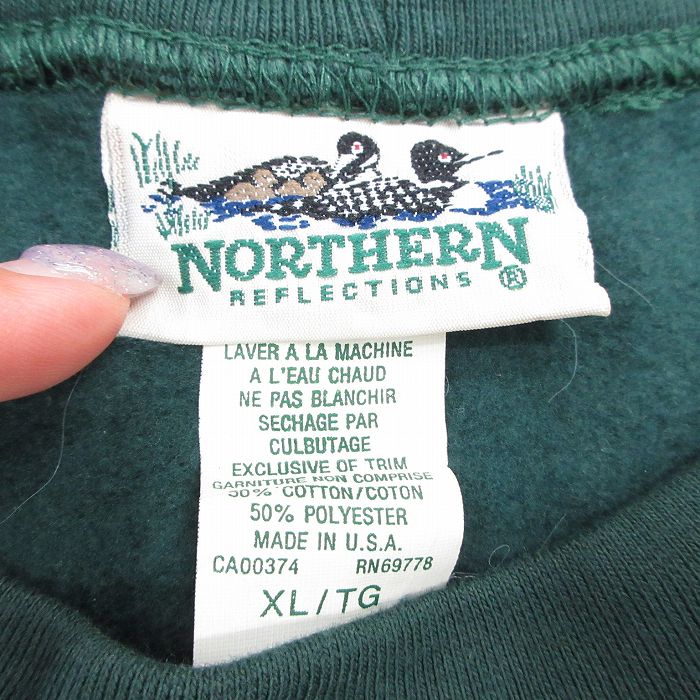 NORTHERN ®
REFLECTIONS
LAVER A LA MACHINE
A L'EAU CHAUD
NE PAS BLANCHIR
SECHAGE PAR
CULBUTAGE
EXCLUSIVE OF TRIM
GARNITURE NON COMPRISE
50% COTTON/COTON
50% POLYESTER
MADE IN U.S.A.
CA00374 RN69778
XL/TG